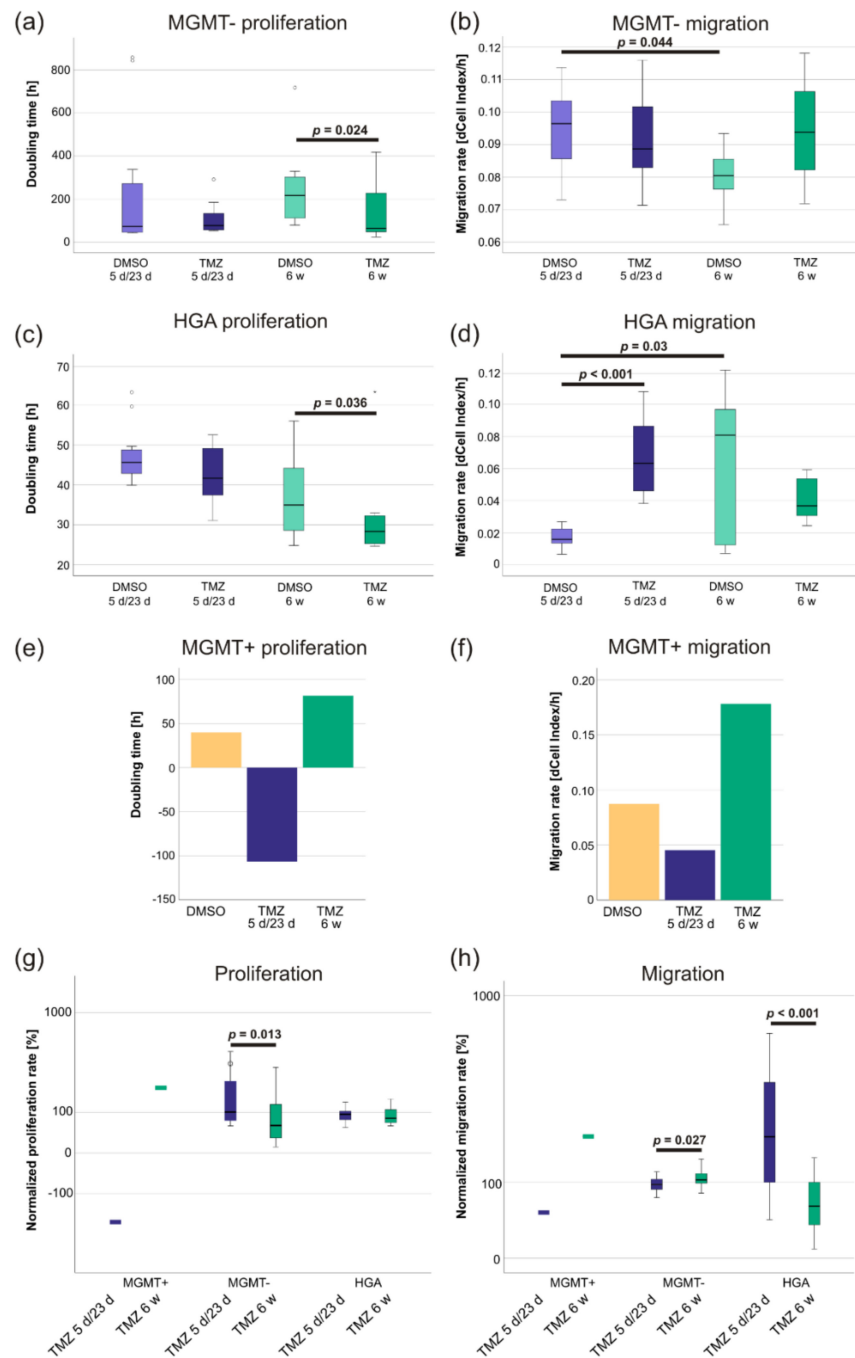 (a) MGMT- proliferation
Doubling time [h]
800
600
400
200
0
p = 0.024
DMSO
5 d/23 d
TMZ
5 d/23 d
DMSO
6 w
TMZ
6 w
(b) MGMT- migration
Migration rate [dCell Index/h]
0.12
0.11
0.10
0.09
0.08
0.07
0.06
p = 0.044
DMSO
5 d/23 d
TMZ
5 d/23 d
DMSO
6 w
TMZ
6 w
(c) HGA proliferation
Doubling time [h]
70
60
50
40
30
20
p = 0.036
DMSO
5 d/23 d
TMZ
5 d/23 d
DMSO
6 w
TMZ
6 w
(d) HGA migration
Migration rate [dCell Index/h]
0.12
0.10
0.08
0.06
0.04
0.02
0
p = 0.03
p < 0.001
DMSO
5 d/23 d
TMZ
5 d/23 d
DMSO
6 w
TMZ
6 w
(e) MGMT+ proliferation
Doubling time [h]
100
50
0
-50
-100
-150
DMSO
TMZ
5 d/23 d
TMZ
6 w
(f) MGMT+ migration
Migration rate [dCell Index/h]
0.20
0.15
0.10
0.05
0
DMSO
TMZ
5 d/23 d
TMZ
6 w
(g) Proliferation
Normalized proliferation rate [%]
1000
100
0
-100
p = 0.013
MGMT+
MGMT-
HGA
TMZ 5 d/23 d
TMZ 6 w
TMZ 5 d/23 d
TMZ 6 w
TMZ 5 d/23 d
TMZ 6 w
(h) Migration
Normalized migration rate [%]
1000
100
0
p < 0.001
p = 0.027
MGMT+
MGMT-
HGA
TMZ 5 d/23 d
TMZ 6 w
TMZ 5 d/23 d
TMZ 6 w
TMZ 5 d/23 d
TMZ 6 w